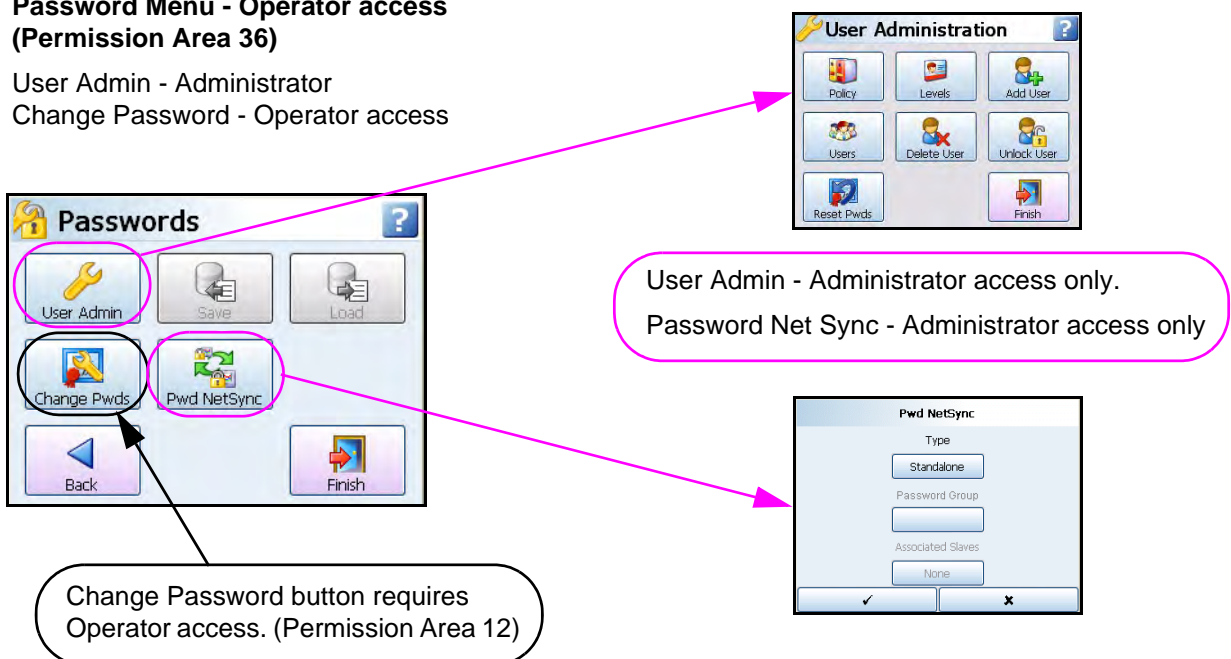 Password Menu - Operator access
(Permission Area 36)
User Admin - Administrator
Change Password - Operator access
User Administration
?
Policy
Levels
Add User
Users
Delete User
Unlock User
Reset Pwds
Finish
Passwords
?
User Admin
Save
Load
Change Pwds
Pwd NetSync
Back
Finish
User Admin - Administrator access only.
Password Net Sync - Administrator access only
Pwd NetSync
Type
Standalone
Password Group
Associated Slaves
None
✓ x
Change Password button requires
Operator access. (Permission Area 12)